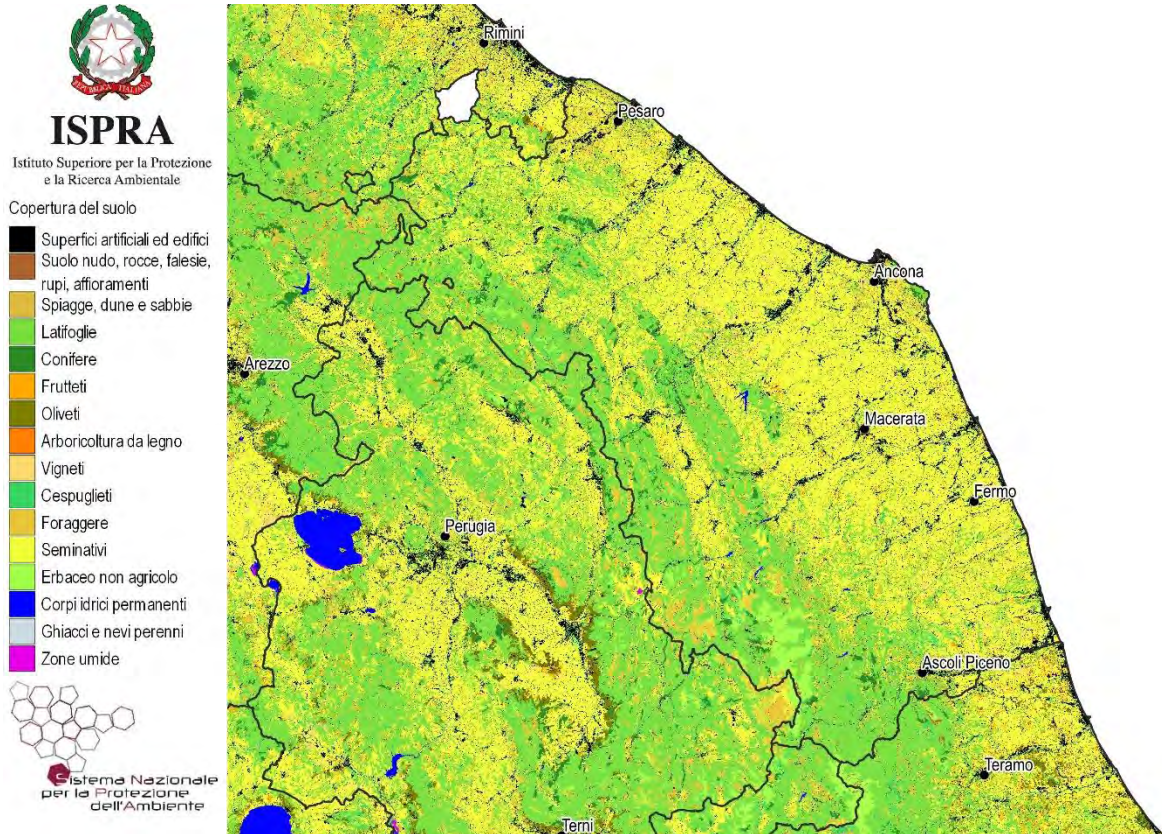 REPUBBLICA ITALIANA
ISPRA
Istituto Superiore per la Protezione
e la Ricerca Ambientale
Copertura del suolo
Superfici artificiali ed edifici
Suolo nudo, rocce, falesie,
rupi, affioramenti
Spiagge, dune e sabbie
Latifoglie
Conifere
Frutteti
Oliveti
Arboricoltura da legno
Vigneti
Cespuglieti
Foraggere
Seminativi
Erbaceo non agricolo
Corpi idrici permanenti
Ghiacci e nevi perenni
Zone umide
Sistema Nazionale
per la Protezione
dell'Ambiente
Rimini
Pesaro
Ancona
Arezzo
Macerata
Fermo
Perugia
Ascoli Piceno
Teramo
Terni